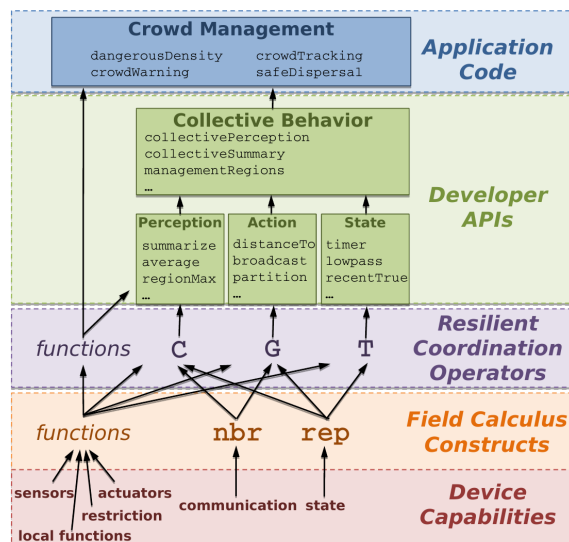 Crowd Management
dangerousDensity crowdTracking
crowdWarning safeDispersal
Application
Code
Collective Behavior
collectivePerception
collectiveSummary
managementRegions
…
Developer
APIs
Perception
summarize
average
regionMax
…
Action
distanceTo
broadcast
partition
…
State
timer
lowpass
recentTrue
…
functions C G T
Resilient
Coordination
Operators
functions nbr rep
Field Calculus
Constructs
sensors actuators
restriction
local functions
communication state
Device
Capabilities